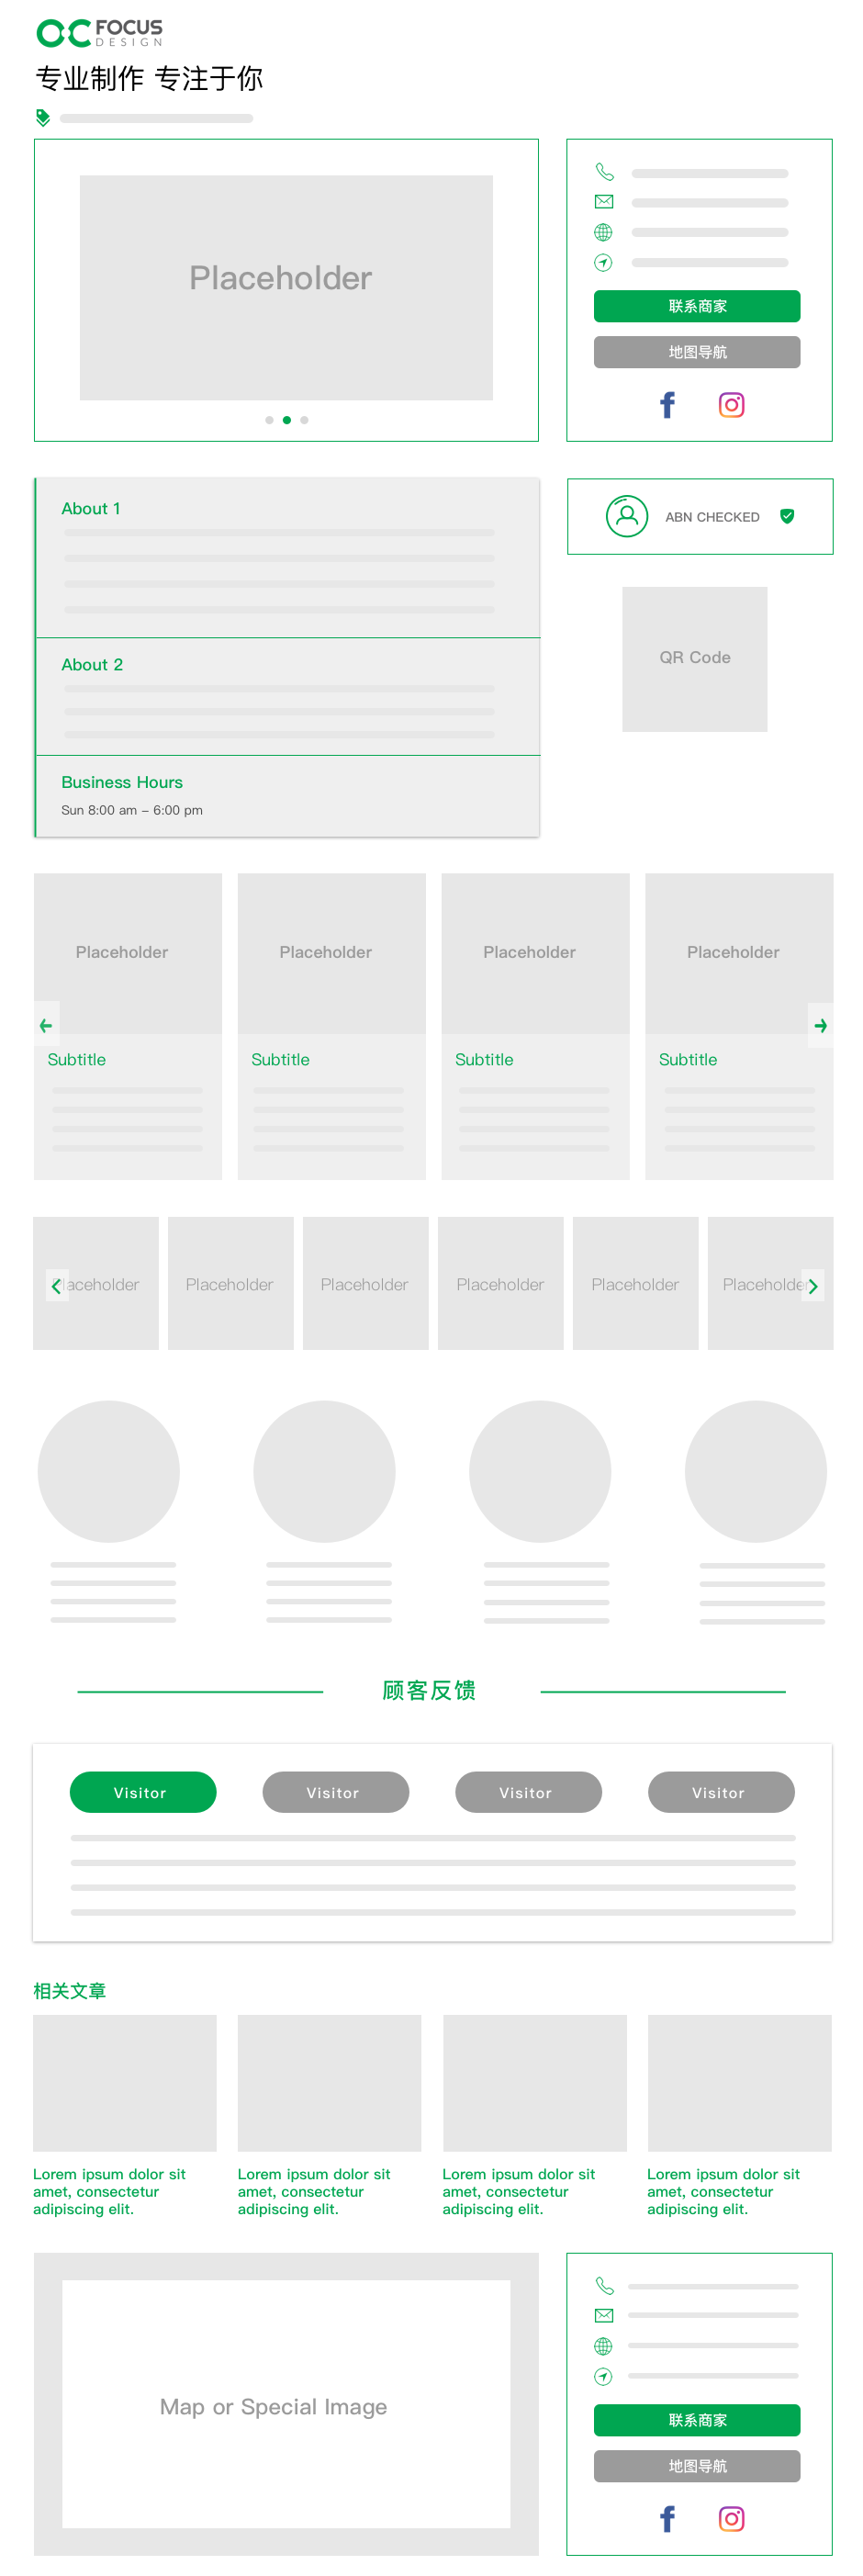 OC FOCUS
DESIGN
专业制作 专注于你
Placeholder
联系商家
地图导航
About 1
ABN CHECKED
About 2
QR Code
Business Hours
Sun 8:00 am – 6:00 pm
Placeholder Placeholder Placeholder Placeholder
Subtitle Subtitle Subtitle Subtitle
Placeholder Placeholder Placeholder Placeholder Placeholder Placeholder
顾客反馈
Visitor Visitor Visitor Visitor
相关文章
Lorem ipsum dolor sit
amet, consectetur
adipiscing elit.
Lorem ipsum dolor sit
amet, consectetur
adipiscing elit.
Lorem ipsum dolor sit
amet, consectetur
adipiscing elit.
Lorem ipsum dolor sit
amet, consectetur
adipiscing elit.
Map or Special Image
联系商家
地图导航